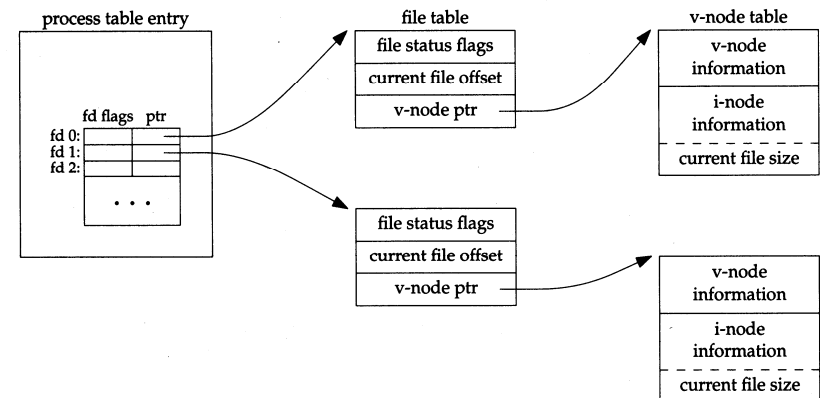 process table entry
fd flags ptr
fd 0:
fd 1:
fd 2:
. . .
file table
file status flags
current file offset
v-node ptr
file status flags
current file offset
v-node ptr
v-node table
v-node
information
i-node
information
current file size
v-node
information
i-node
information
current file size